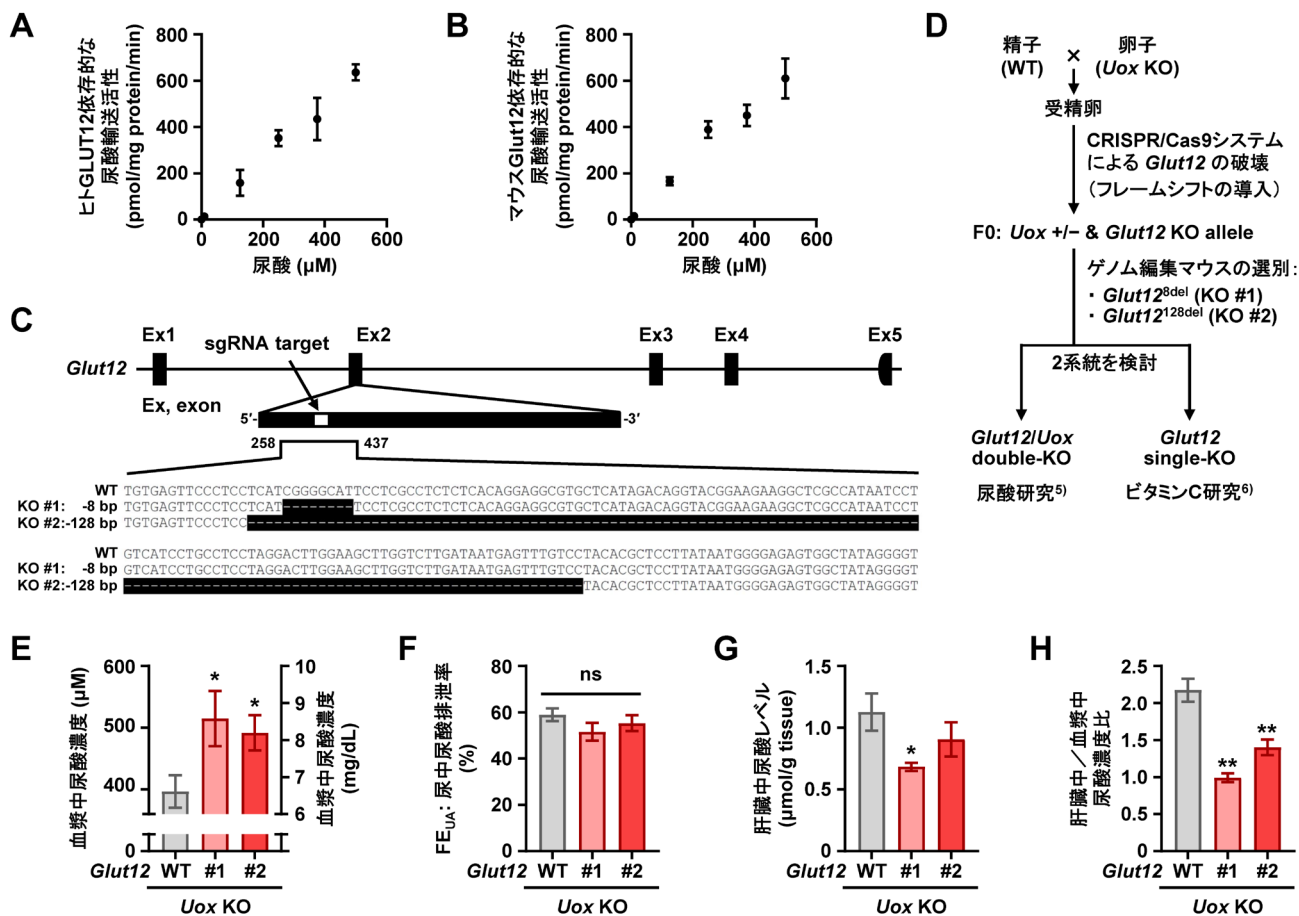 A
ヒトGLUT12依存的な
尿酸輸送活性
(pmol/mg protein/min)
800
600
400
200
0
0
200
400
600
尿酸 (μM)
B
マウスGlut12依存的な
尿酸輸送活性
(pmol/mg protein/min)
800
600
400
200
0
0
200
400
600
尿酸 (μM)
C
Glut12
Ex1
sgRNA target
Ex2
Ex3
Ex4
Ex5
Ex, exon
5′-
-3′
258
437
WT TGTGAGTTCCCTCCTCATCGGGGCATTCCTCGCCTCTCTCACAGGAGGCGTGCTCATAGACAGGTACGGAAGAAGGCTCGCCATAATCCT
KO #1: -8 bp TGTGAGTTCCCTCCTCAT--------TCCTCGCCTCTCTCACAGGAGGCGTGCTCATAGACAGGTACGGAAGAAGGCTCGCCATAATCCT
KO #2:-128 bp TGTGAGTTCCCTCC----------------------------------------------------------------------------
WT GTCATCCTGCCTCCTAGGACTTGGAAGCTTGGTCTTGATAATGAGTTTGTCCTACACGCTCCTTATAATGGGGAGAGTGGCTATAGGGGT
KO #1: -8 bp GTCATCCTGCCTCCTAGGACTTGGAAGCTTGGTCTTGATAATGAGTTTGTCCTACACGCTCCTTATAATGGGGAGAGTGGCTATAGGGGT
KO #2:-128 bp ----------------------------------------------------TACACGCTCCTTATAATGGGGAGAGTGGCTATAGGGGT
D
精子
(WT)
×
卵子
(Uox KO)
受精卵
CRISPR/Cas9システム
による Glut12 の破壊
(フレームシフトの導入)
F0: Uox +/− & Glut12 KO allele
ゲノム編集マウスの選別:
・ Glut128del (KO #1)
・ Glut12128del (KO #2)
2系統を検討
Glut12/Uox
double-KO
尿酸研究5)
Glut12
single-KO
ビタミンC研究6)
E
血漿中尿酸濃度 (μM)
600
500
400
0
10
9
8
7
6
血漿中尿酸濃度
(mg/dL)
*
*
Glut12 WT #1 #2
Uox KO
F
FEUA: 尿中尿酸排泄率
(%)
80
60
40
20
0
ns
Glut12 WT #1 #2
Uox KO
G
肝臓中尿酸レベル
(μmol/g tissue)
1.5
1.0
0.5
0
*
Glut12 WT #1 #2
Uox KO
H
肝臓中／血漿中
尿酸濃度比
2.5
2.0
1.5
1.0
0.5
0
**
**
Glut12 WT #1 #2
Uox KO